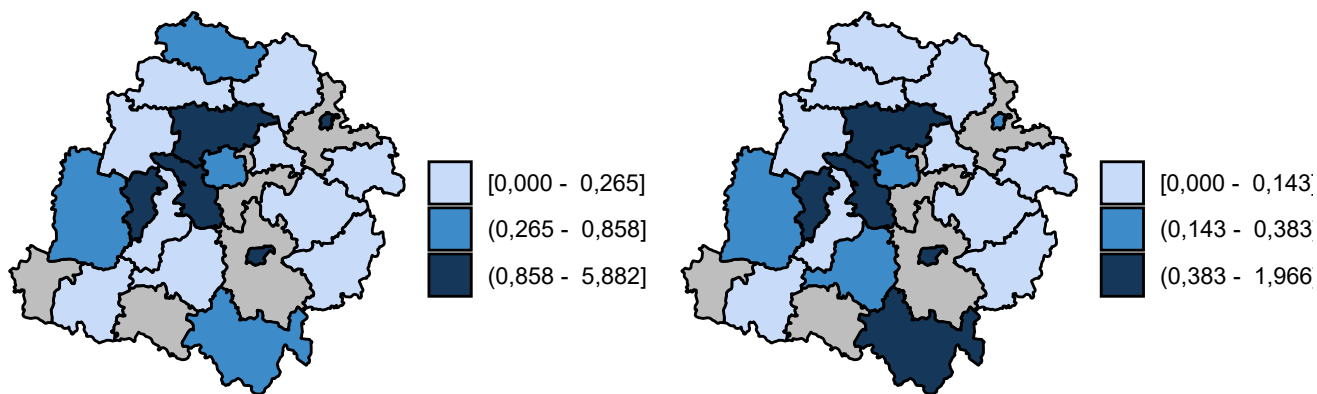 [0,000 - 0,265]
(0,265 - 0,858]
(0,858 - 5,882]
[0,000 - 0,143]
(0,143 - 0,383]
(0,383 - 1,966]